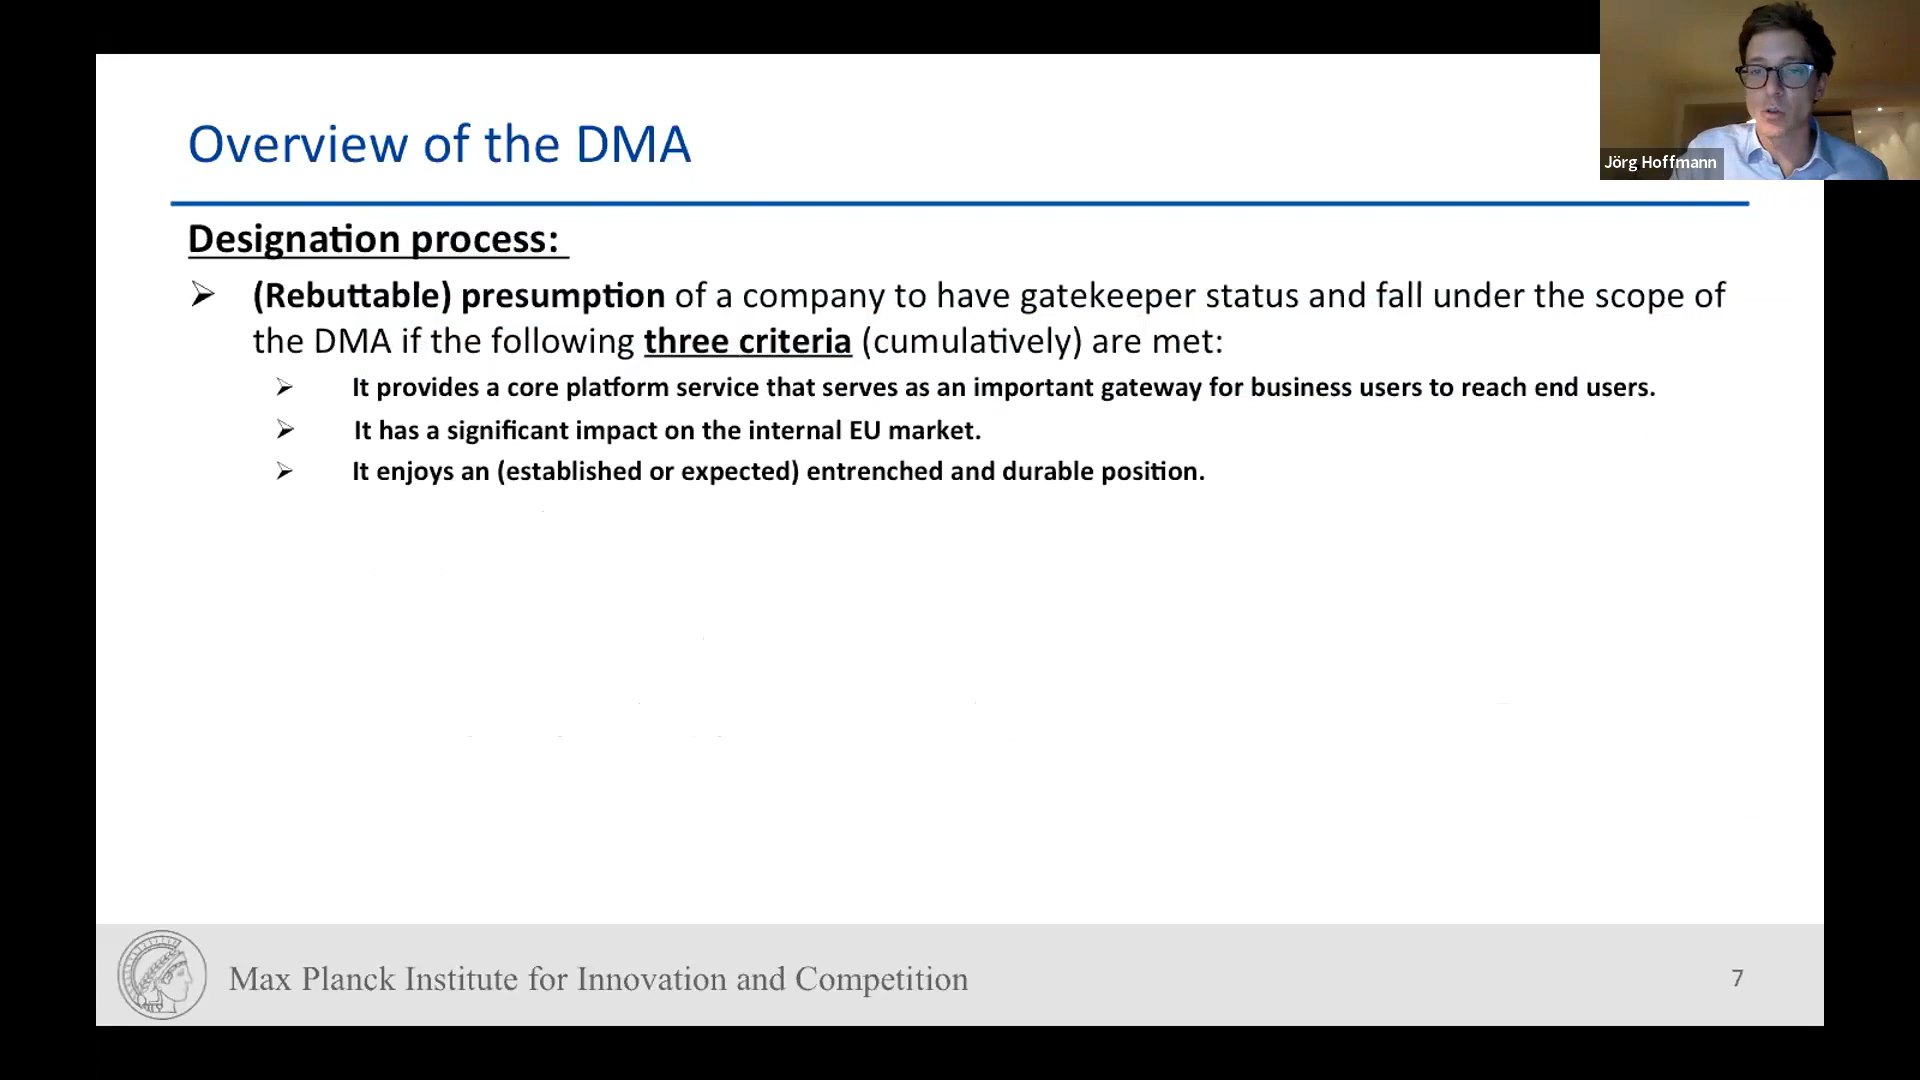 Jörg Hoffmann
Overview of the DMA
Designation process:
➢ (Rebuttable) presumption of a company to have gatekeeper status and fall under the scope of
the DMA if the following three criteria (cumulatively) are met:
➢ It provides a core platform service that serves as an important gateway for business users to reach end users.
➢ It has a significant impact on the internal EU market.
➢ It enjoys an (established or expected) entrenched and durable position.
Max Planck Institute for Innovation and Competition
7